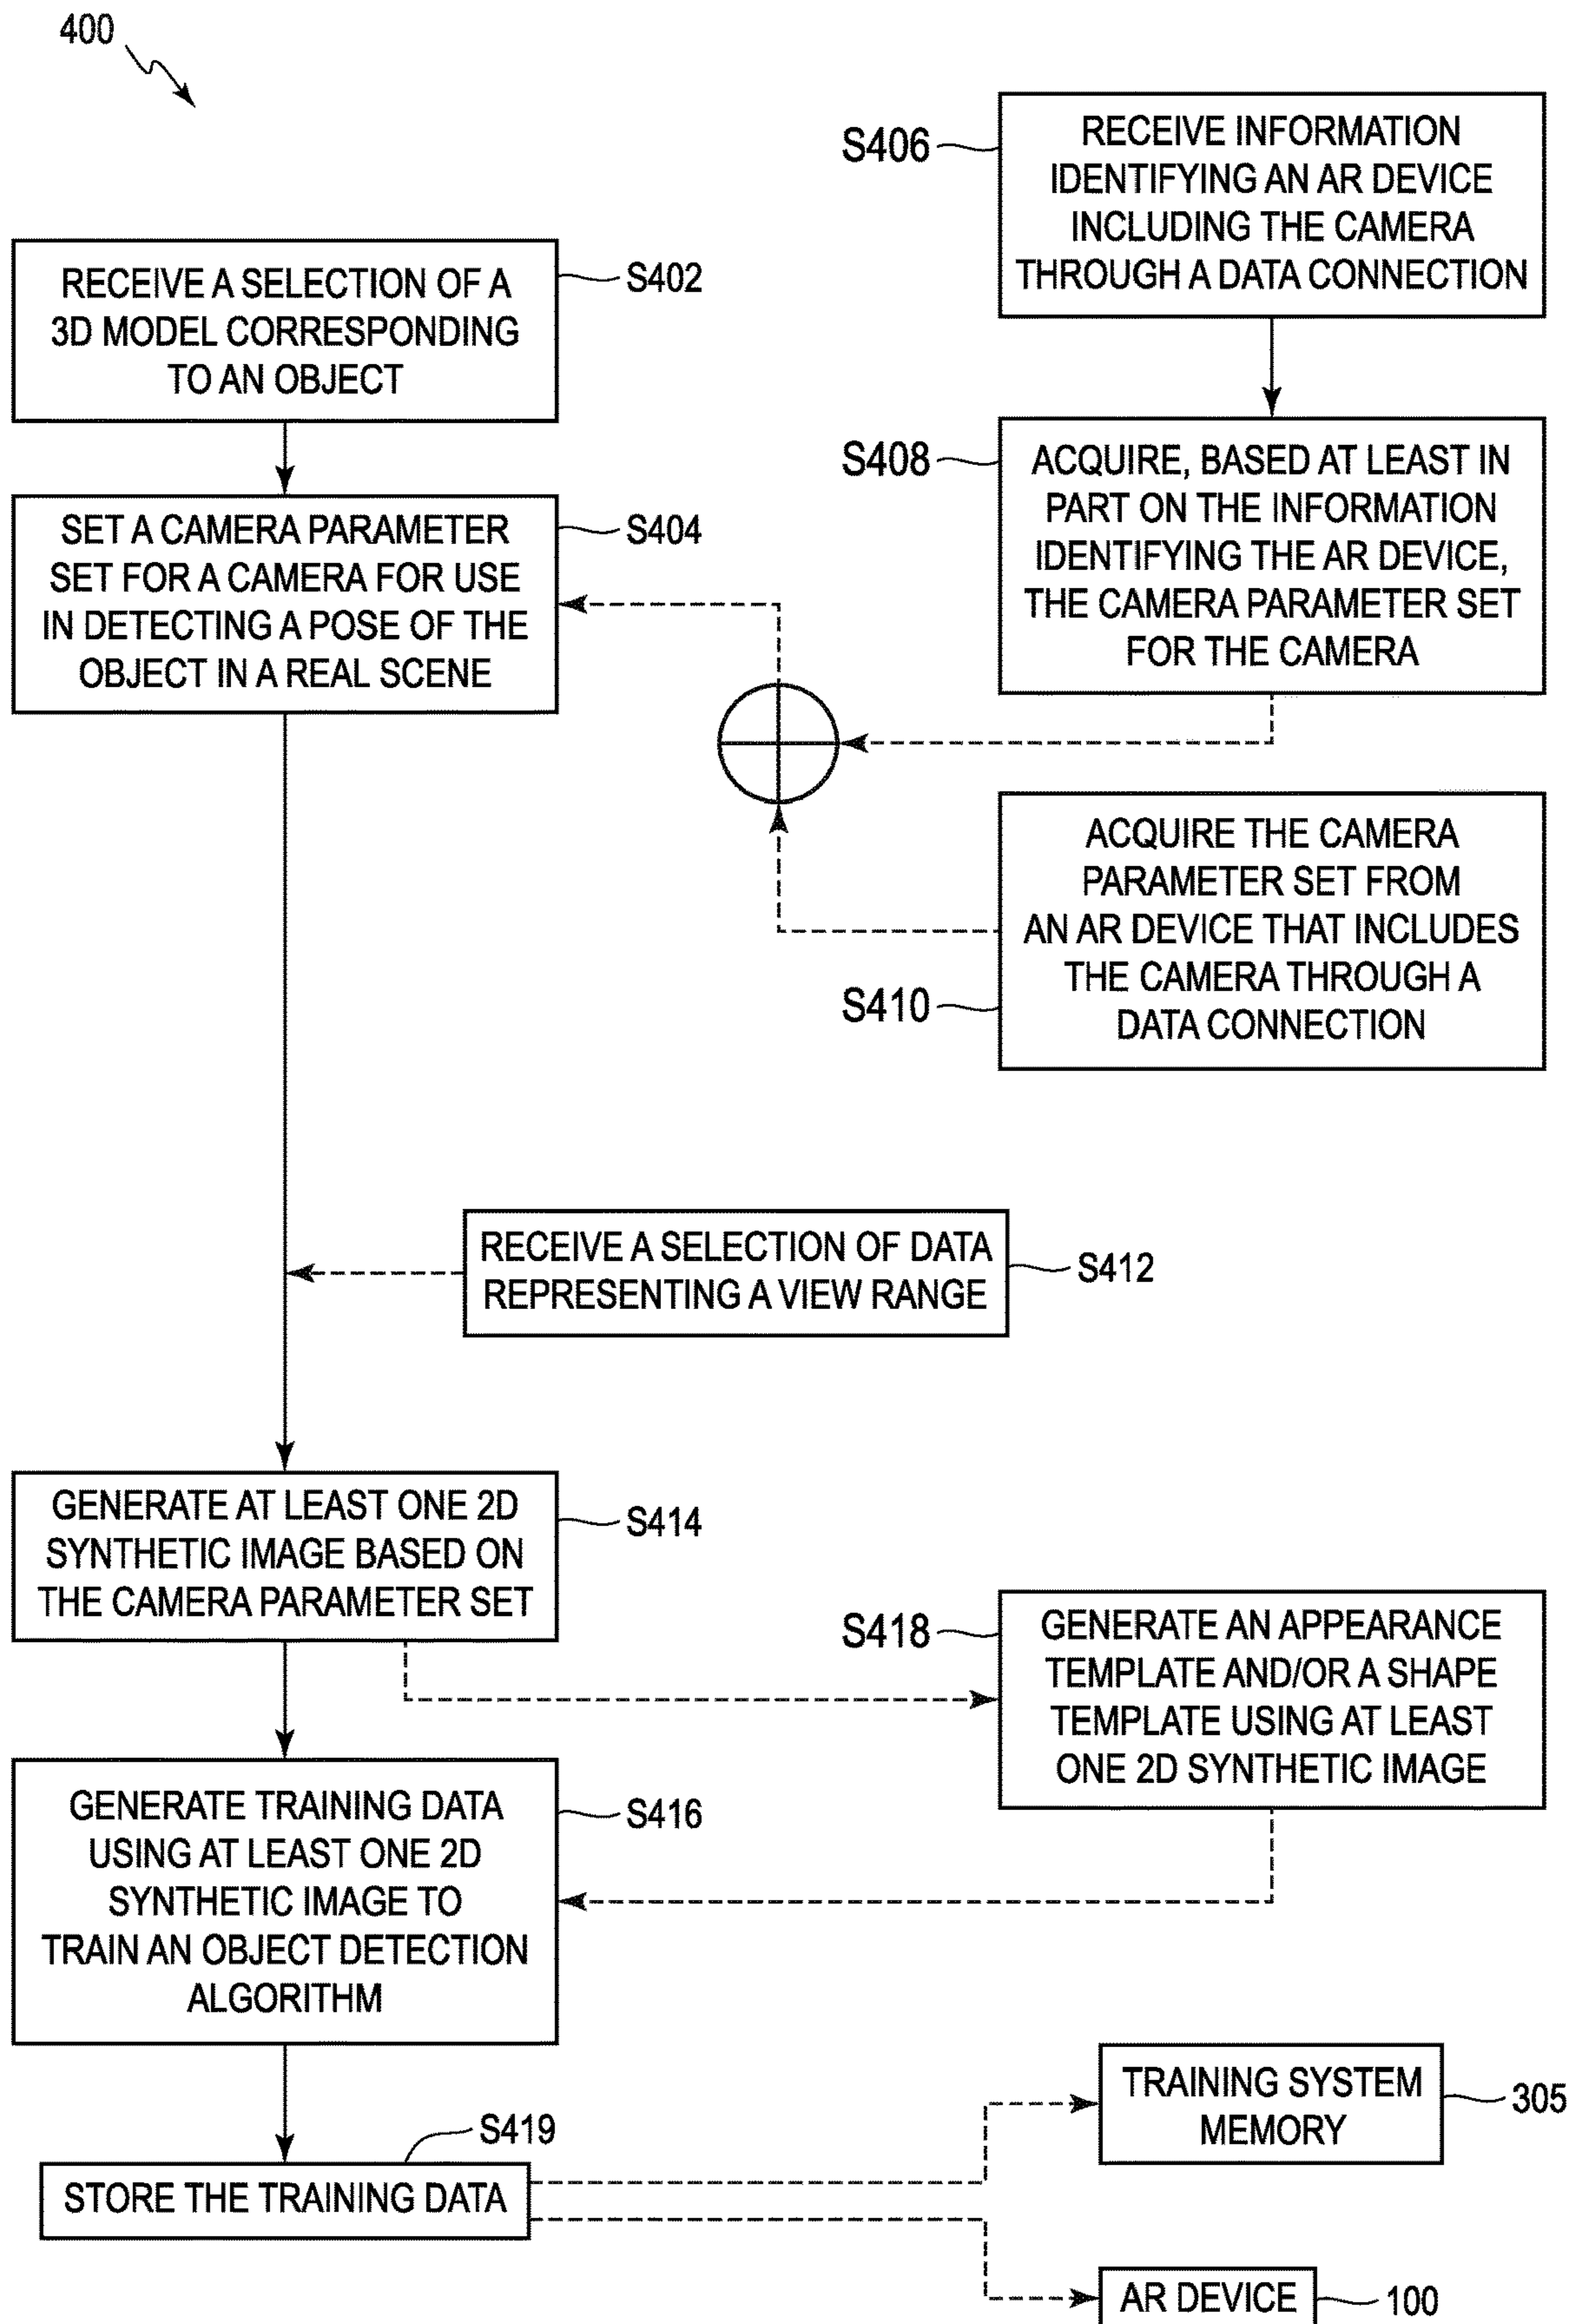 400
S406
RECEIVE INFORMATION
IDENTIFYING AN AR DEVICE
INCLUDING THE CAMERA
THROUGH A DATA CONNECTION
RECEIVE A SELECTION OF A
3D MODEL CORRESPONDING
TO AN OBJECT
S402
S408
ACQUIRE, BASED AT LEAST IN
PART ON THE INFORMATION
IDENTIFYING THE AR DEVICE,
THE CAMERA PARAMETER SET
FOR THE CAMERA
SET A CAMERA PARAMETER
SET FOR A CAMERA FOR USE
IN DETECTING A POSE OF THE
OBJECT IN A REAL SCENE
S404
ACQUIRE THE CAMERA
PARAMETER SET FROM
AN AR DEVICE THAT INCLUDES
THE CAMERA THROUGH A
DATA CONNECTION
S410
RECEIVE A SELECTION OF DATA
REPRESENTING A VIEW RANGE
S412
GENERATE AT LEAST ONE 2D
SYNTHETIC IMAGE BASED ON
THE CAMERA PARAMETER SET
S414
S418
GENERATE AN APPEARANCE
TEMPLATE AND/OR A SHAPE
TEMPLATE USING AT LEAST
ONE 2D SYNTHETIC IMAGE
GENERATE TRAINING DATA
USING AT LEAST ONE 2D
SYNTHETIC IMAGE TO
TRAIN AN OBJECT DETECTION
ALGORITHM
S416
TRAINING SYSTEM
MEMORY
305
S419
STORE THE TRAINING DATA
AR DEVICE
100